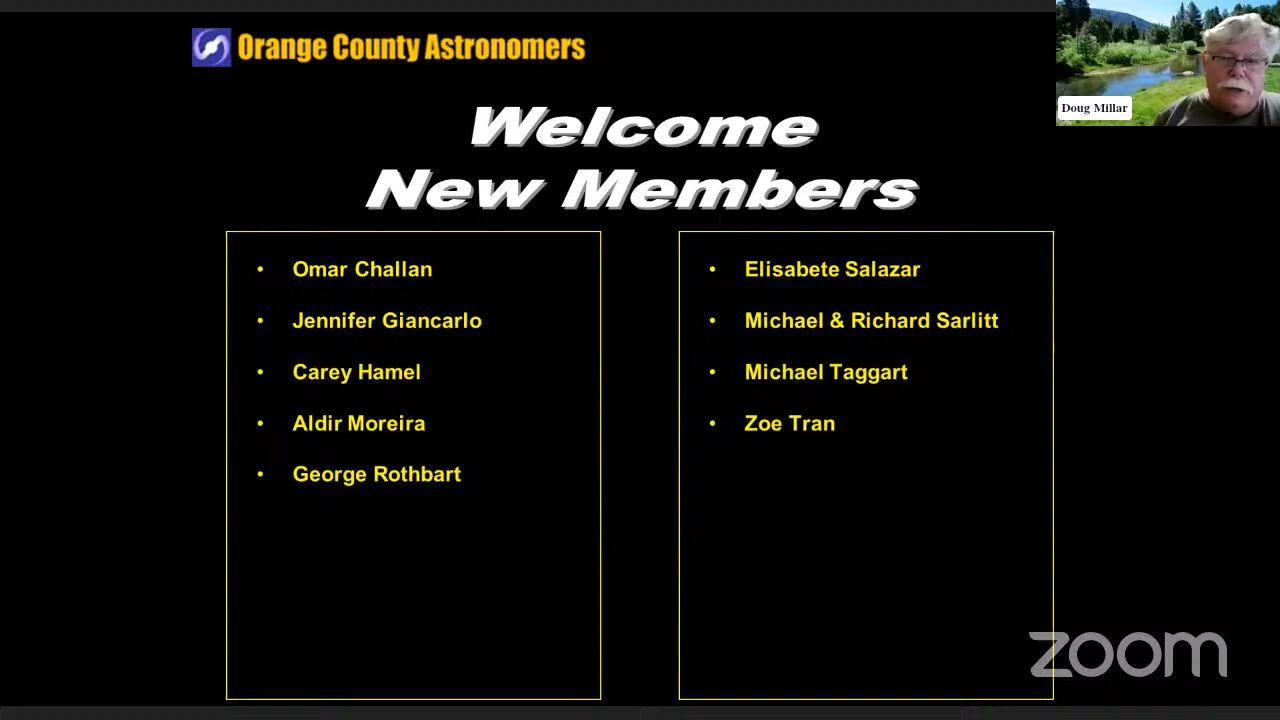 Orange County Astronomers
Doug Millar
Welcome
New Members
• Omar Challan
• Jennifer Giancarlo
• Carey Hamel
• Aldir Moreira
• George Rothbart
• Elisabete Salazar
• Michael & Richard Sarlitt
• Michael Taggart
• Zoe Tran
zoom